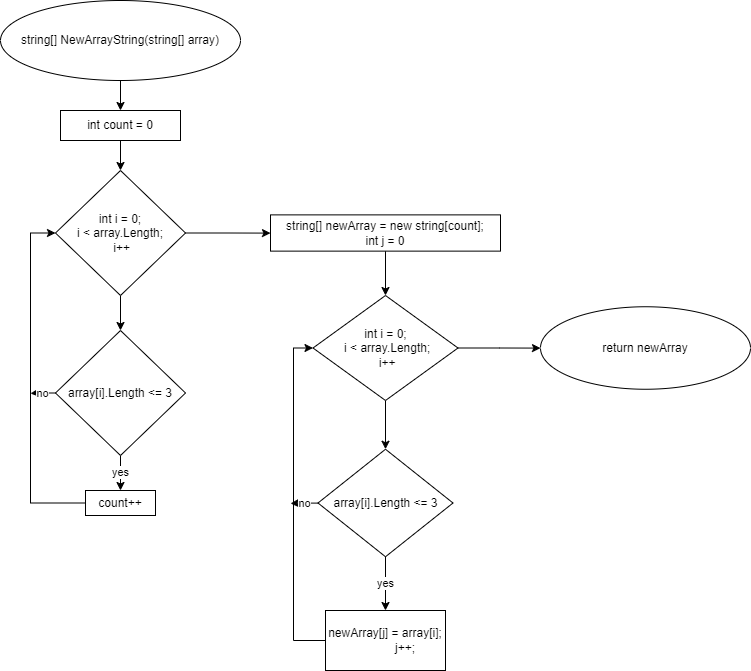 string[] NewArrayString(string[] array)
int count = 0
int i = 0;
i < array.Length;
i++
array[i].Length <= 3
no
yes
count++
string[] newArray = new string[count];
int j = 0
int i = 0;
i < array.Length;
i++
return newArray
array[i].Length <= 3
no
yes
newArray[j] = array[i];
j++;